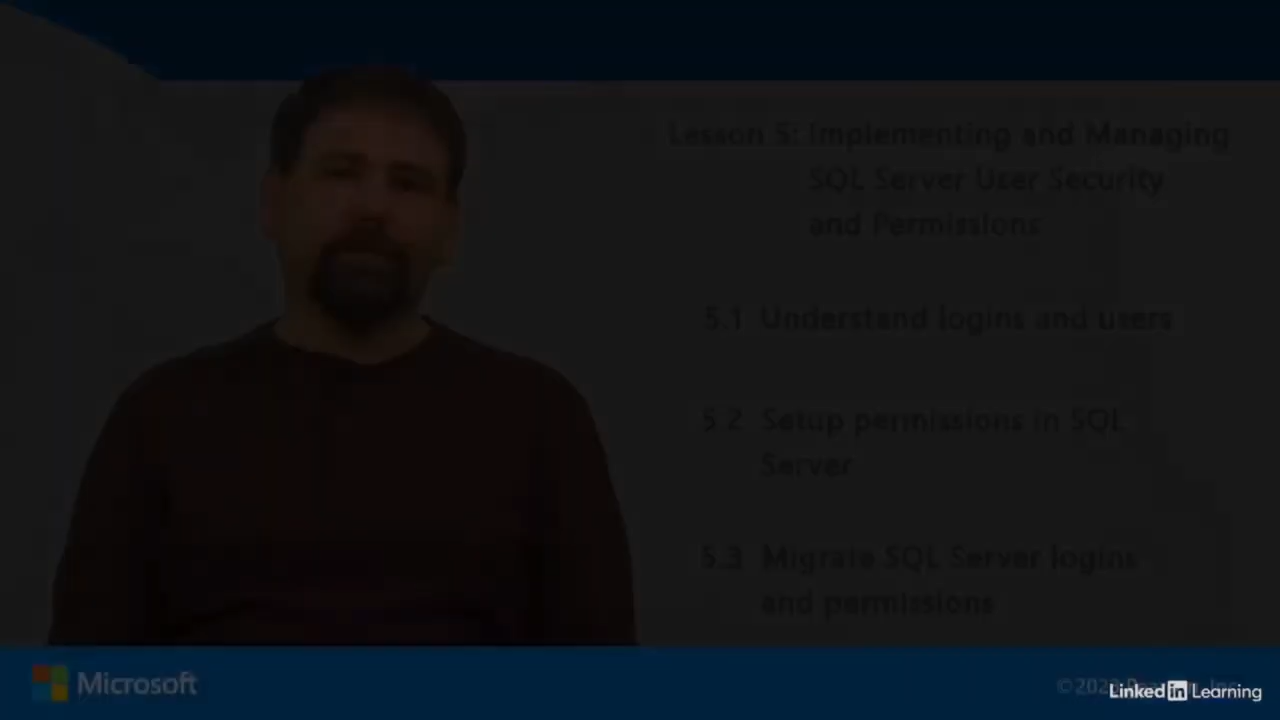 Lesson 5: Implementing and Managing
SQL Server User Security
and Permissions
5.1 Understand logins and users
5.2 Setup permissions in SQL
Server
5.3 Migrate SQL Server logins
and permissions
Microsoft
LinkedIn Learning